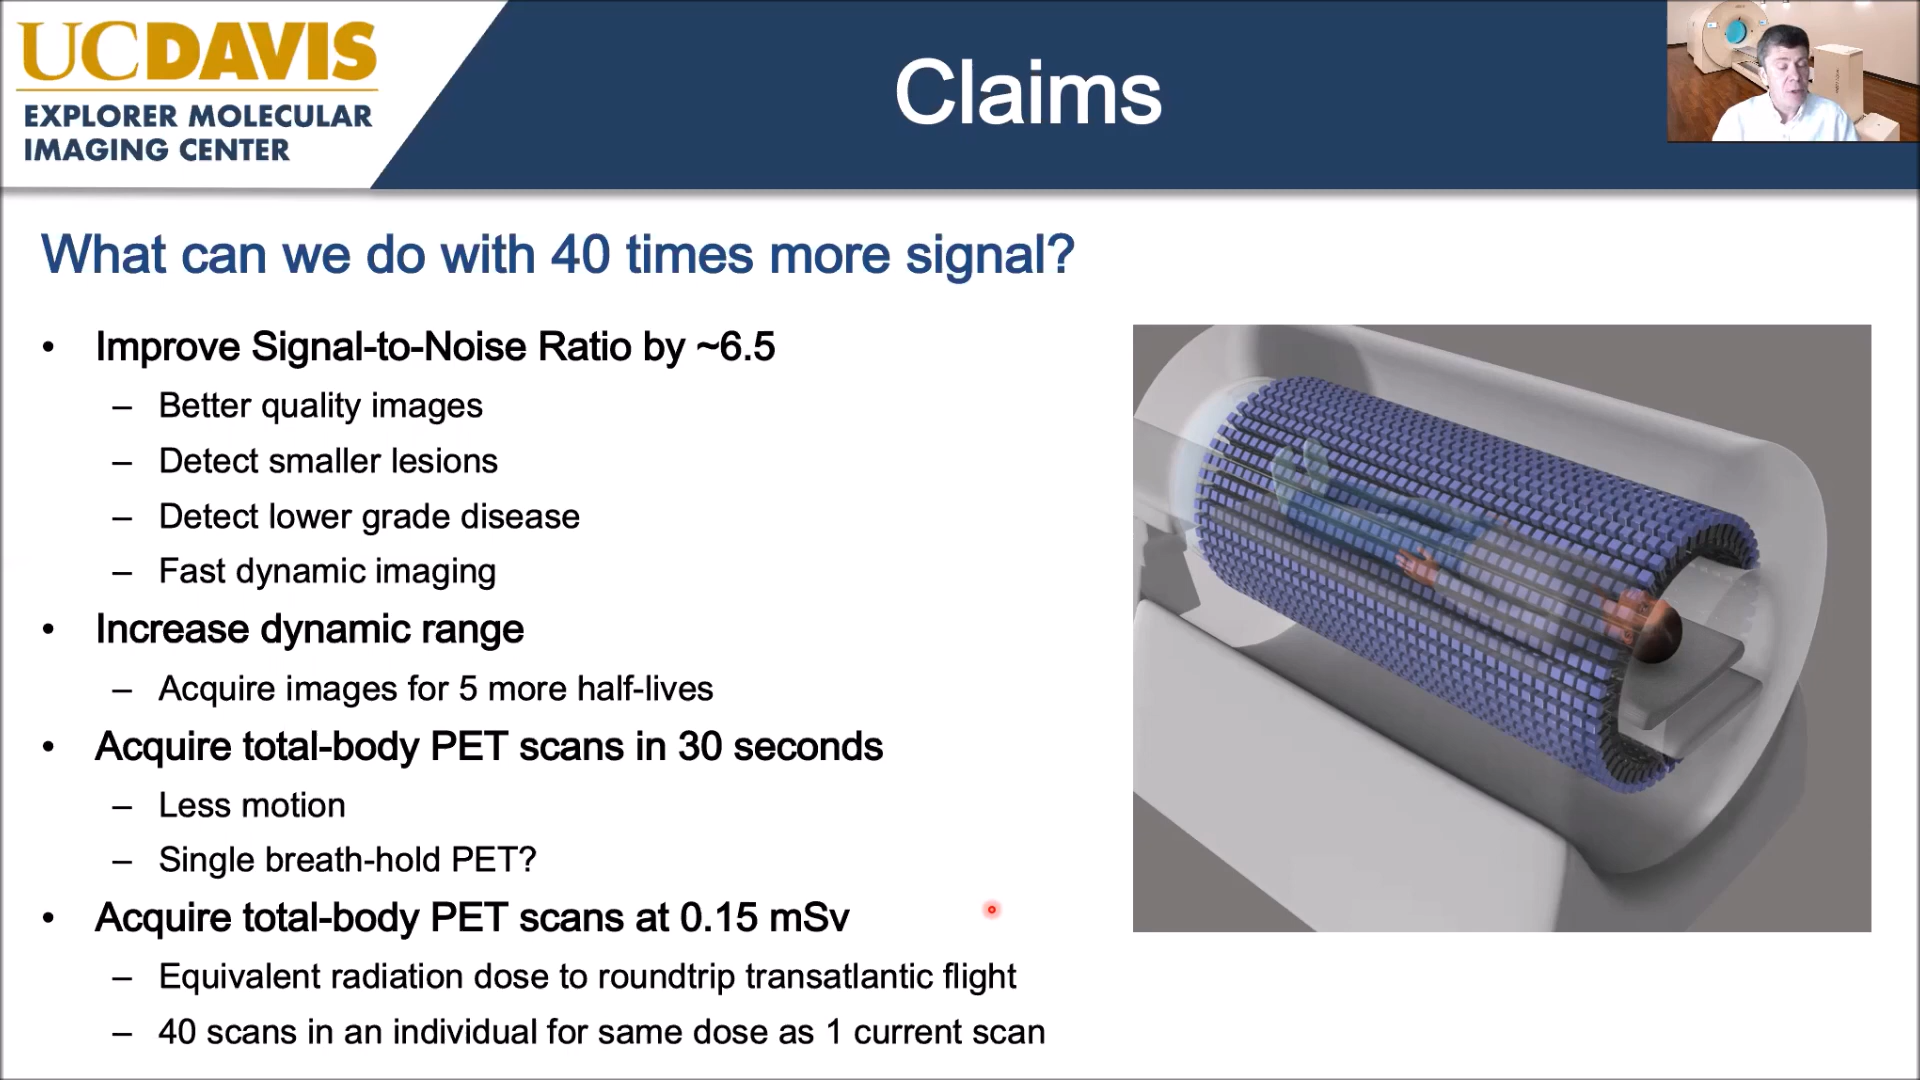 UCDAVIS
EXPLORER MOLECULAR
IMAGING CENTER
Claims
What can we do with 40 times more signal?
• Improve Signal-to-Noise Ratio by ~6.5
– Better quality images
– Detect smaller lesions
– Detect lower grade disease
– Fast dynamic imaging
• Increase dynamic range
– Acquire images for 5 more half-lives
• Acquire total-body PET scans in 30 seconds
– Less motion
– Single breath-hold PET?
• Acquire total-body PET scans at 0.15 mSv
– Equivalent radiation dose to roundtrip transatlantic flight
– 40 scans in an individual for same dose as 1 current scan